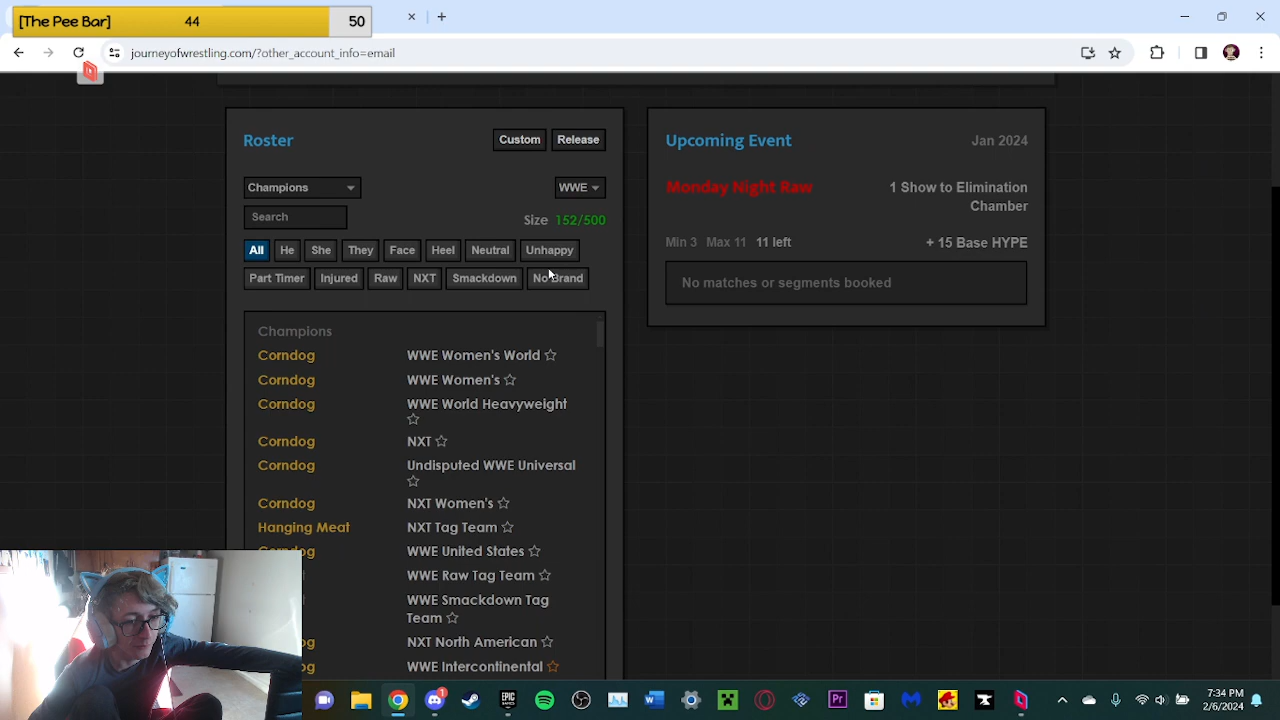 [The Pee Bar] 44 50
journeyofwrestling.com/?other_account_info=email
Roster
Custom Release
Champions WWE
Search
Size 152/500
All He She They Face Heel Neutral Unhappy
Part Timer Injured Raw NXT Smackdown No Brand
Champions
Corndog WWE Women's World ☆
Corndog WWE Women's ☆
Corndog WWE World Heavyweight
☆
Corndog NXT ☆
Corndog Undisputed WWE Universal
☆
Corndog NXT Women's ☆
Hanging Meat NXT Tag Team ☆
WWE United States ☆
WWE Raw Tag Team ☆
WWE Smackdown Tag
Team ☆
NXT North American ☆
WWE Intercontinental ☆
Upcoming Event Jan 2024
Monday Night Raw 1 Show to Elimination
Chamber
Min 3 Max 11 11 left + 15 Base HYPE
No matches or segments booked
EPIC
W
Pr
1
7:34 PM
2/6/2024